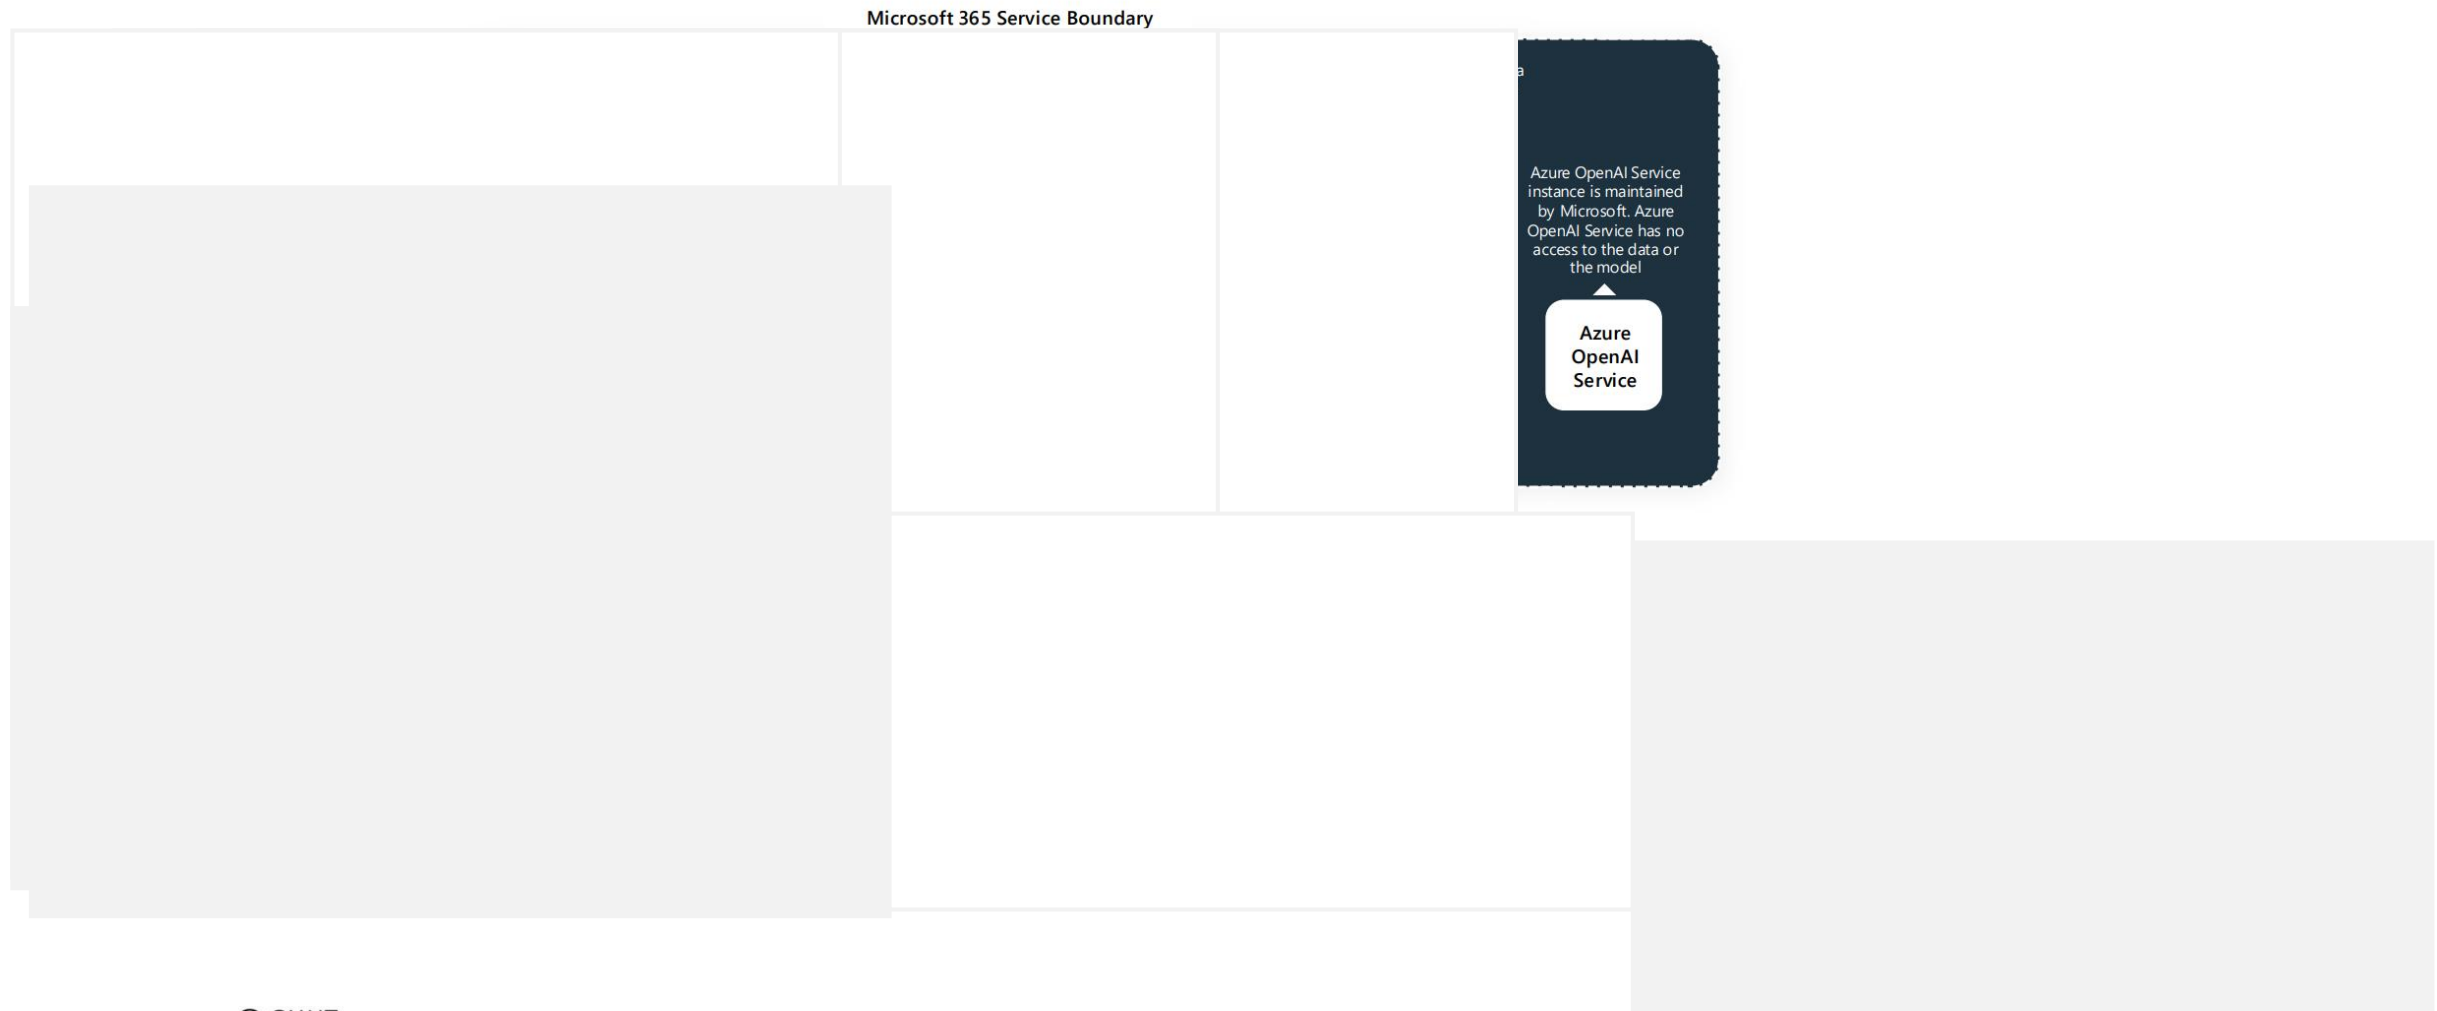 Microsoft 365 Service Boundary
a
Azure OpenAI Service
instance is maintained
by Microsoft. Azure
OpenAI Service has no
access to the data or
the model
Azure
OpenAI
Service